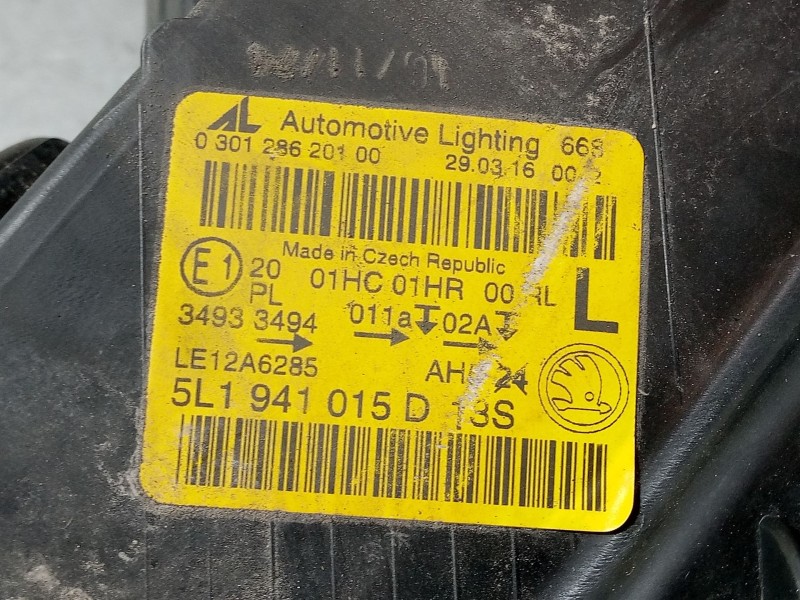 AL Automotive Lighting 668
0 301 286 201 00 29.03.16
Made in Czech Republic
E1 20 01HC 01HR 00 RL L
PL 011a 02A
3493 3494
LE12A6285
5L1 941 015 D 13S